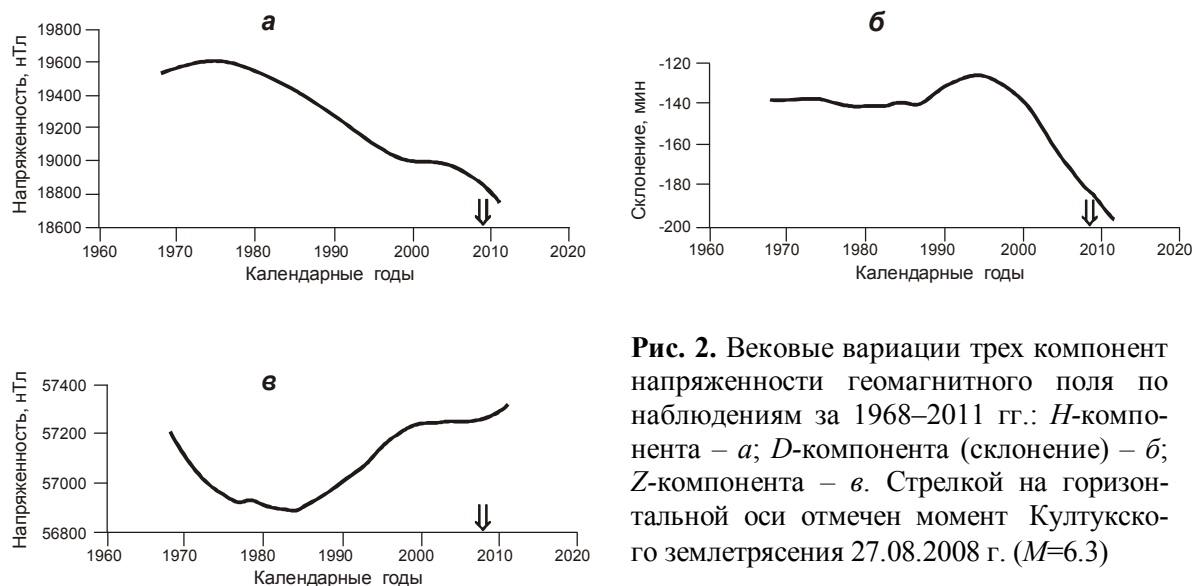 а
Напряженность, нТл
19800
19600
19400
19200
19000
18800
18600
1960 1970 1980 1990 2000 2010 2020
Календарные годы
б
Склонение, мин
-120
-140
-160
-180
-200
1960 1970 1980 1990 2000 2010 2020
Календарные годы
в
Напряженность, нТл
57400
57200
57000
56800
1960 1970 1980 1990 2000 2010 2020
Календарные годы
Рис. 2. Вековые вариации трех компонент
напряженности геомагнитного поля по
наблюдениям за 1968–2011 гг.: H-компо-
нента – а; D-компонента (склонение) – б;
Z-компонента – в. Стрелкой на горизон-
тальной оси отмечен момент Култукско-
го землетрясения 27.08.2008 г. (M=6.3)